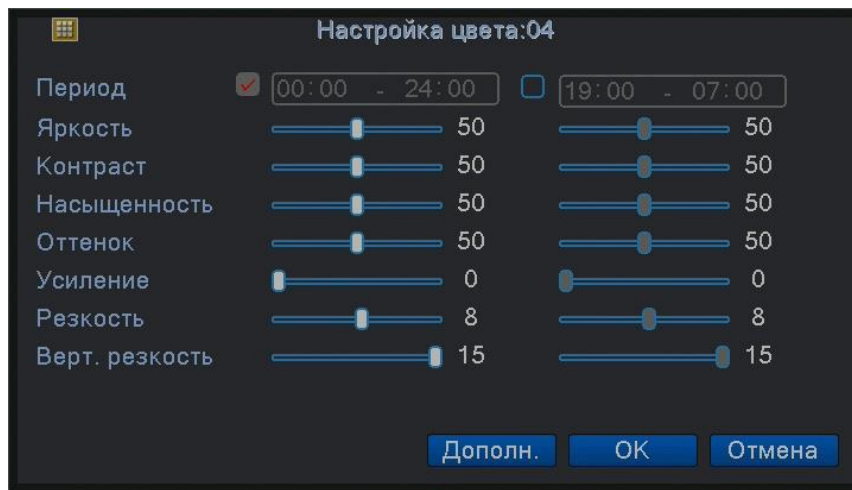 Настройка цвета:04
Период 00:00 - 24:00 19:00 - 07:00
Яркость 50 50
Контраст 50 50
Насыщенность 50 50
Оттенок 50 50
Усиление 0 0
Резкость 8 8
Верт. резкость 15 15
Дополн. OK Отмена